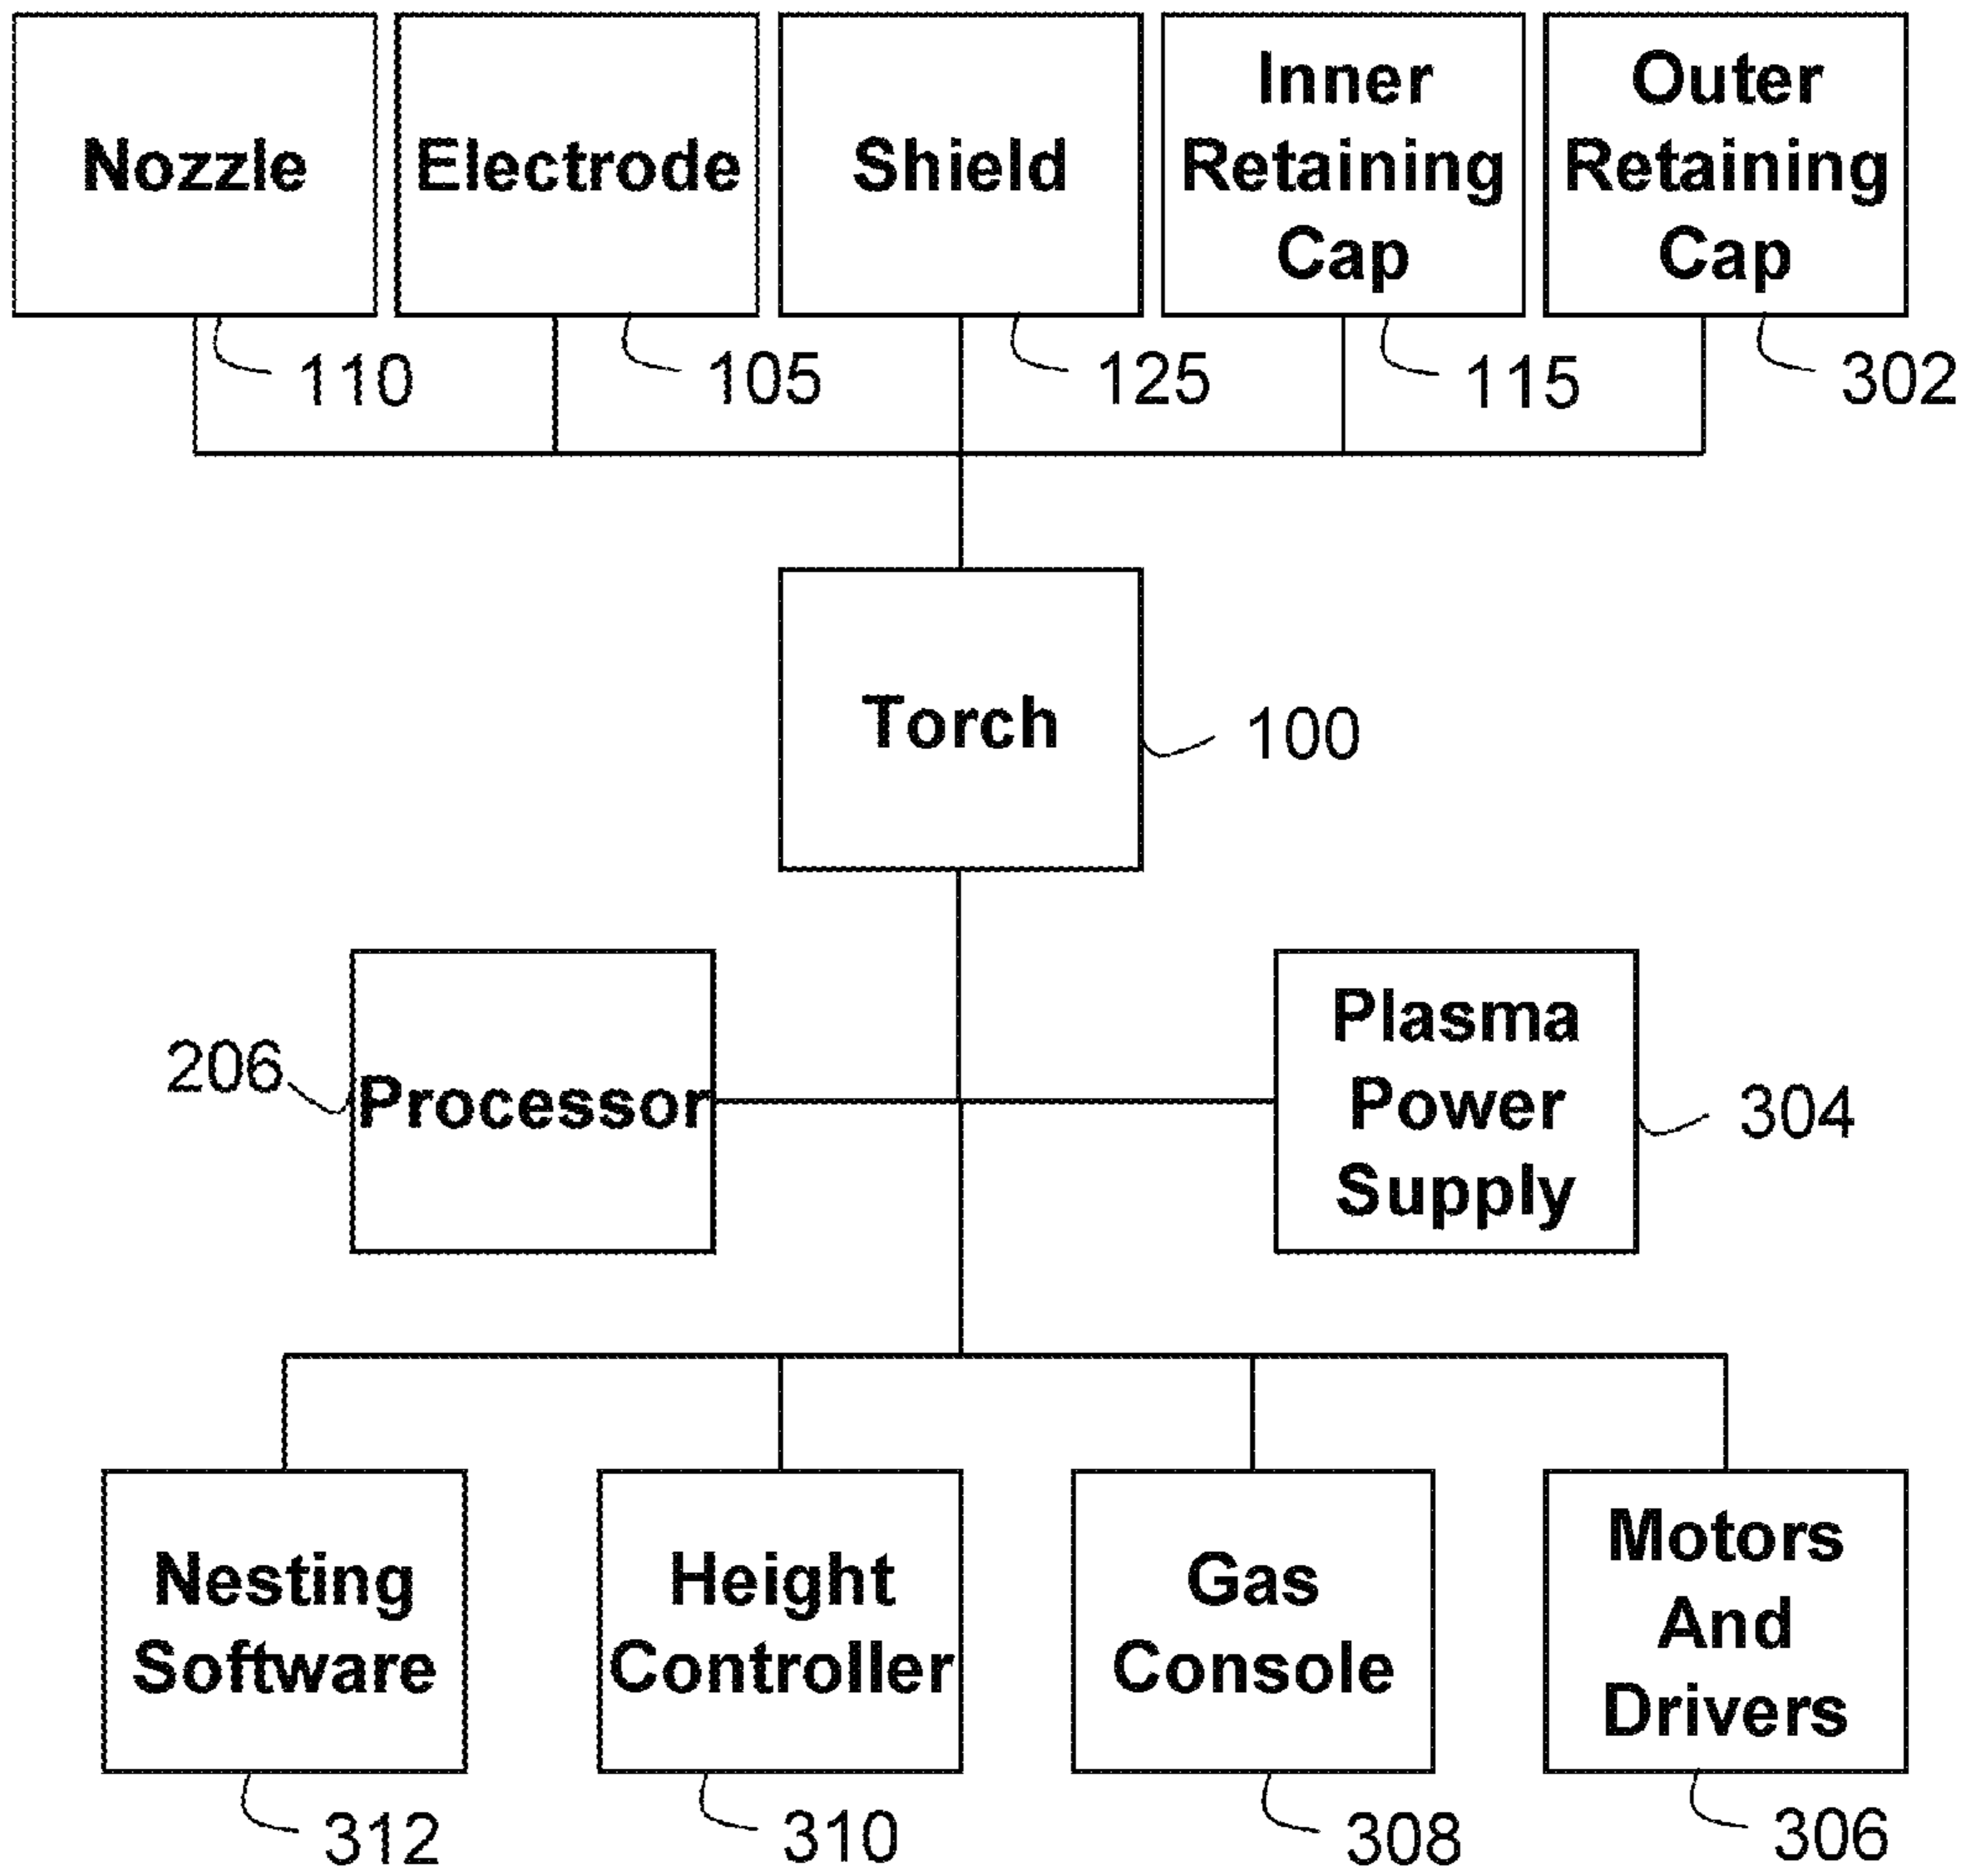 Nozzle
Electrode
Shield
Inner
Retaining
Cap
Outer
Retaining
Cap
110
105
125
115
302
Torch
100
206
Processor
Plasma
Power
Supply
304
Nesting
Software
Height
Controller
Gas
Console
Motors
And
Drivers
312
310
308
306